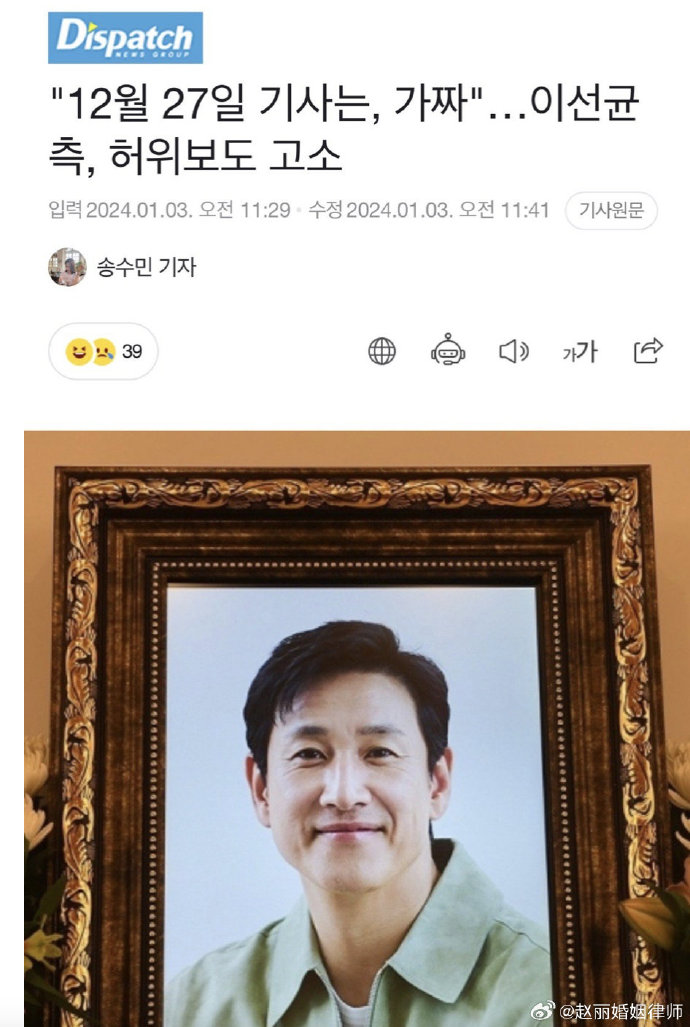 Dispatch
NEWS GROUP
"12월 27일 기사는, 가짜"…이선균
측, 허위보도 고소
입력 2024.01.03. 오전 11:29 · 수정 2024.01.03. 오전 11:41 기사원문
송수민 기자
39 가가
@赵丽婚姻律师